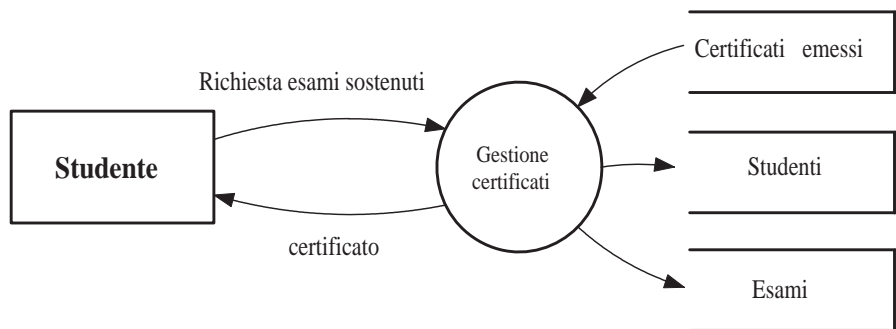 Certificati emessi
Richiesta esami sostenuti
Studente
Gestione
certificati
Studenti
certificato
Esami